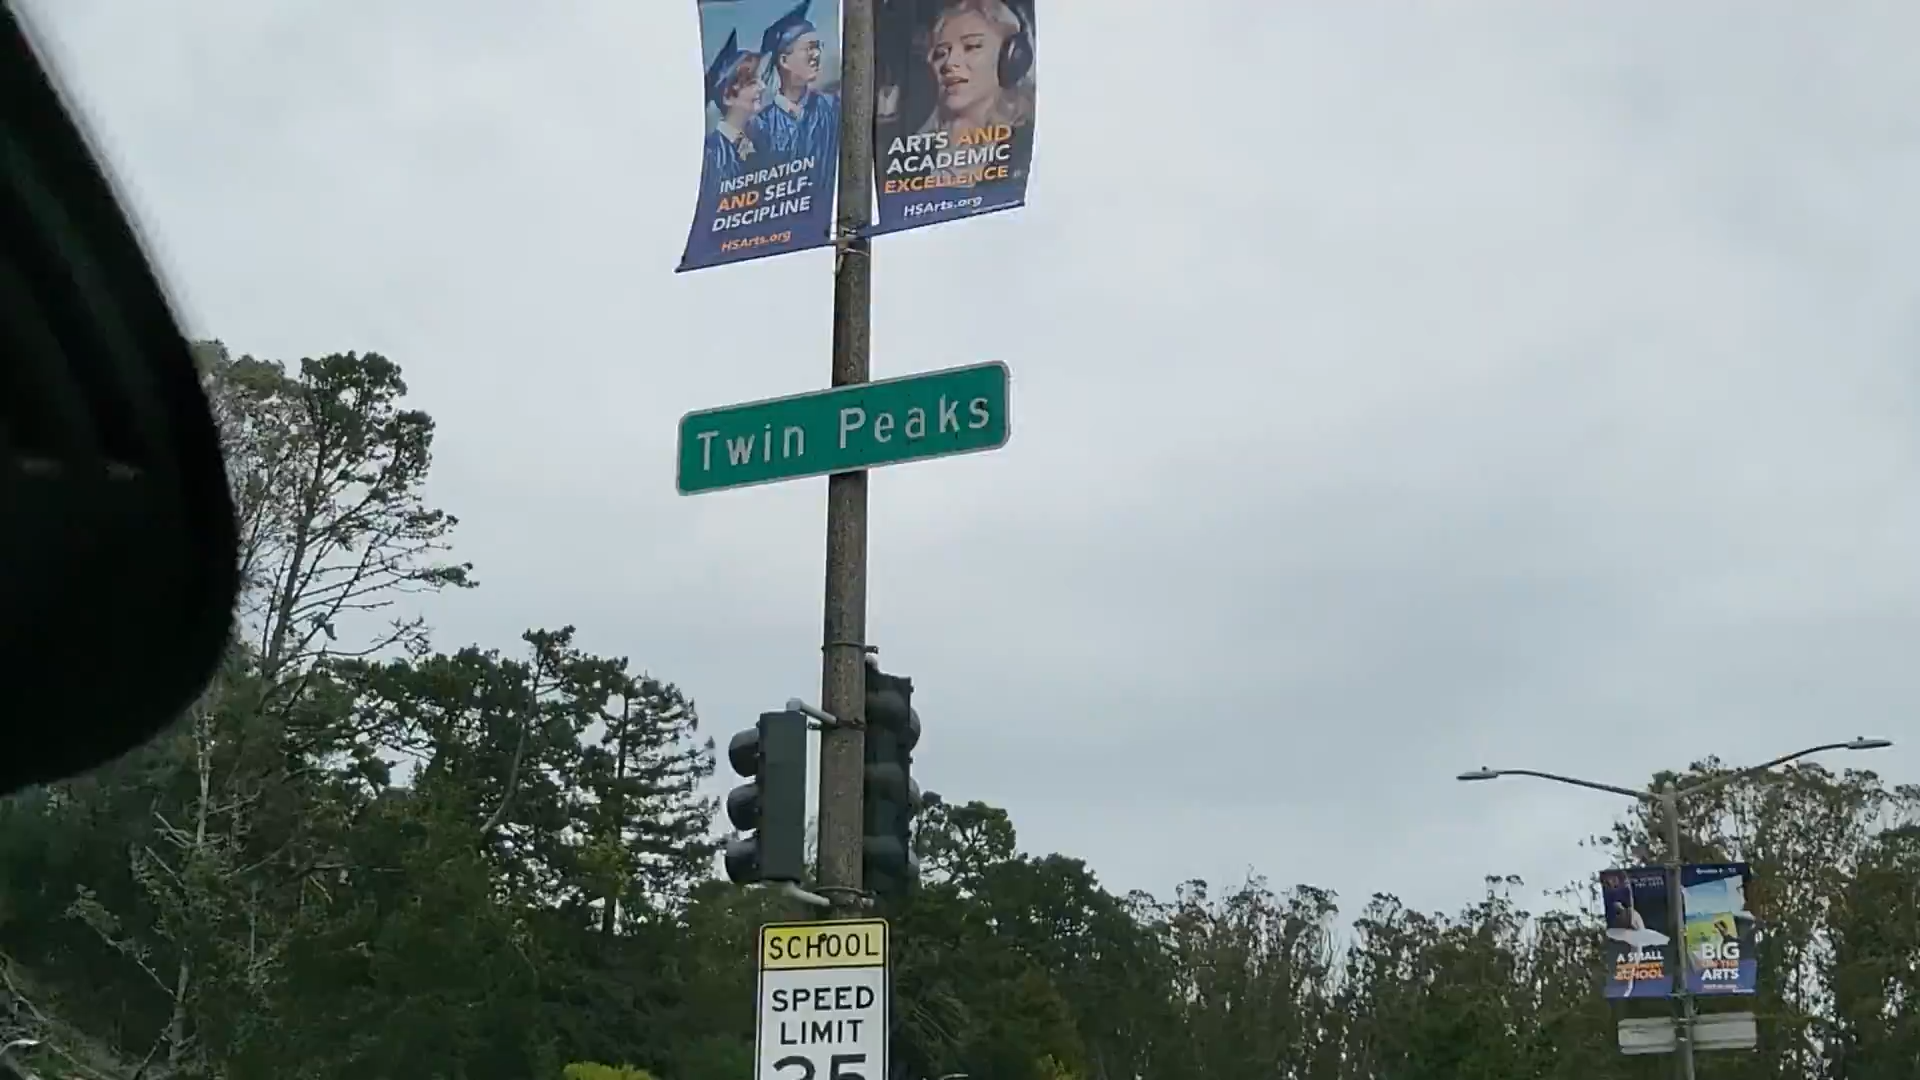 INSPIRATION
AND SELF-
DISCIPLINE
HSArts.org
ARTS AND
ACADEMIC
EXCELLENCE
HSArts.org
Twin Peaks
SCHOOL
SPEED
LIMIT
25
A SMALL
SCHOOL
BIG
ON THE
ARTS